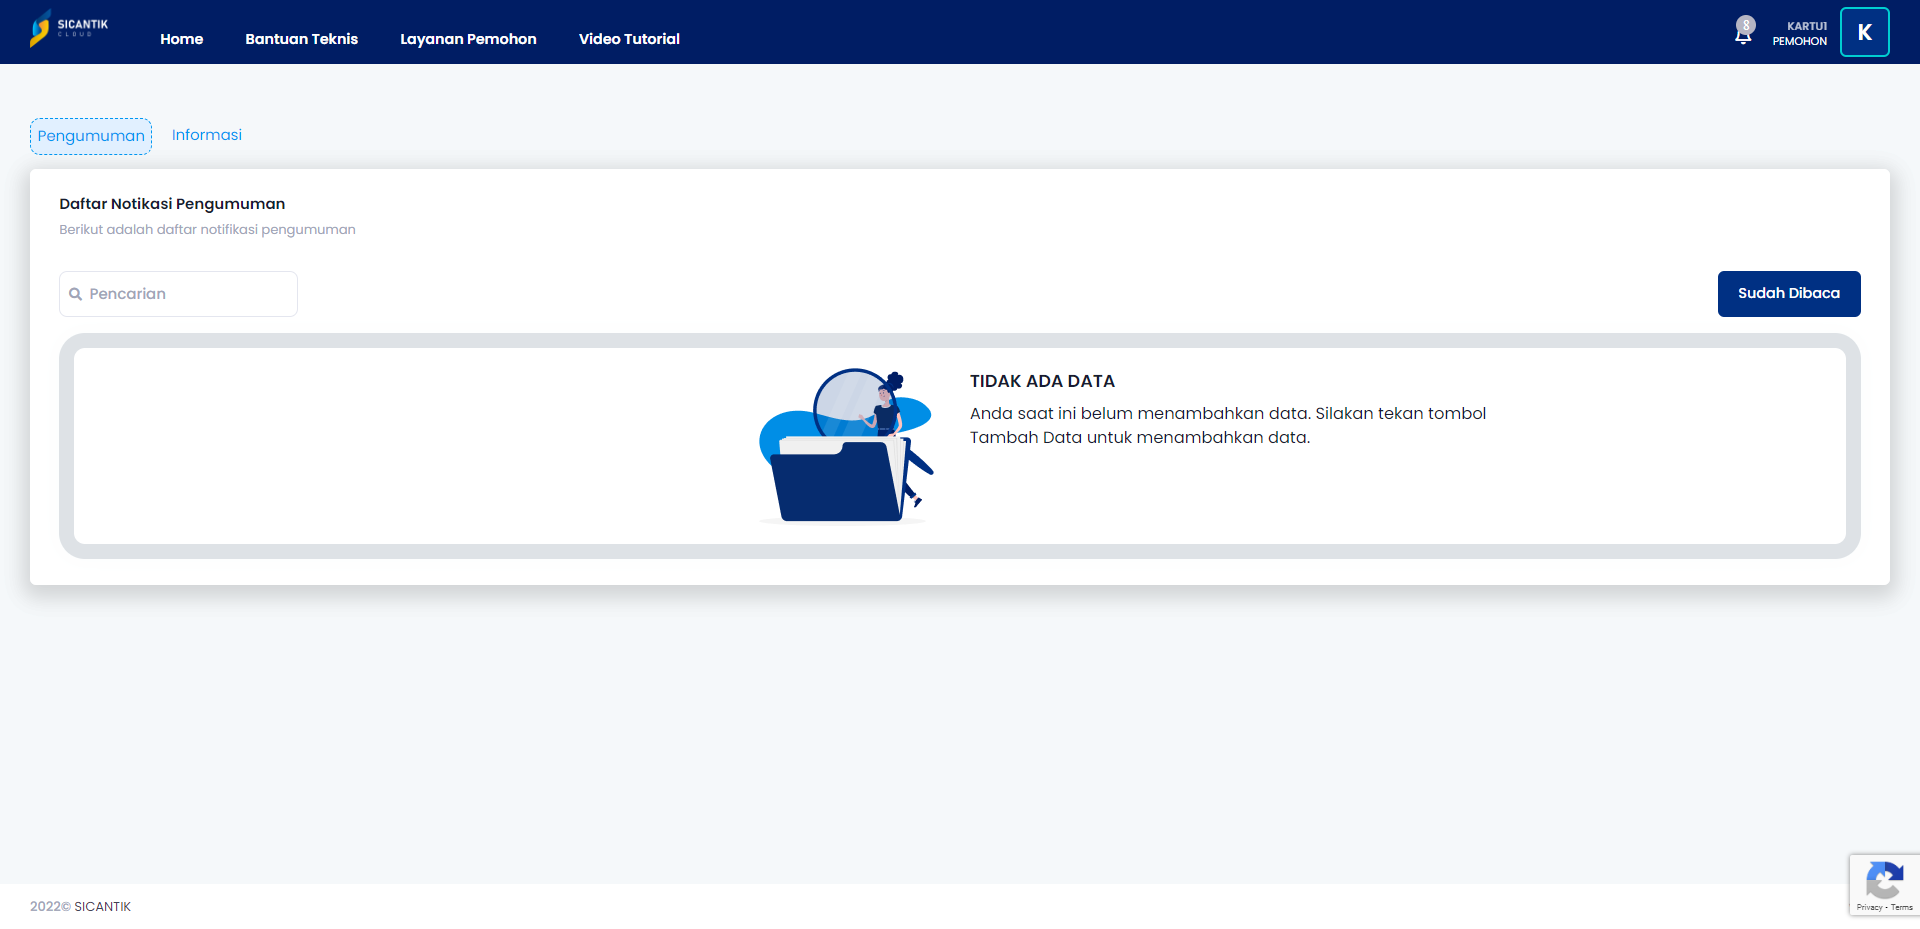 SICANTIK
CLOUD
Home
Bantuan Teknis
Layanan Pemohon
Video Tutorial
8
KARTU1
PEMOHON
K
Pengumuman
Informasi
Daftar Notikasi Pengumuman
Berikut adalah daftar notifikasi pengumuman
Pencarian
Sudah Dibaca
TIDAK ADA DATA
Anda saat ini belum menambahkan data. Silakan tekan tombol
Tambah Data untuk menambahkan data.
2022© SICANTIK
Privacy - Terms